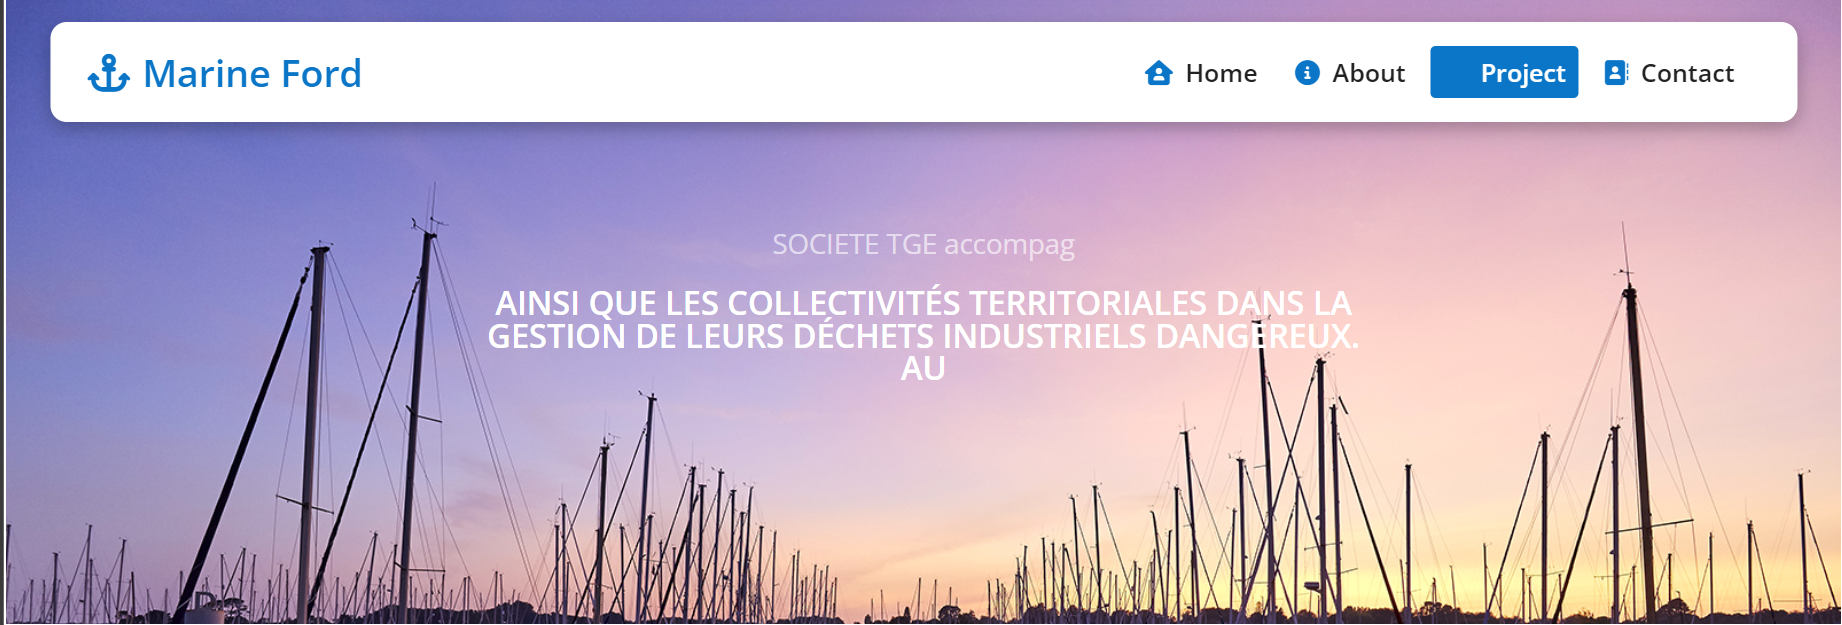 Marine Ford
Home
About
Project
Contact
SOCIETE TGE accompag
AINSI QUE LES COLLECTIVITÉS TERRITORIALES DANS LA
GESTION DE LEURS DÉCHETS INDUSTRIELS DANGEREUX.
AU